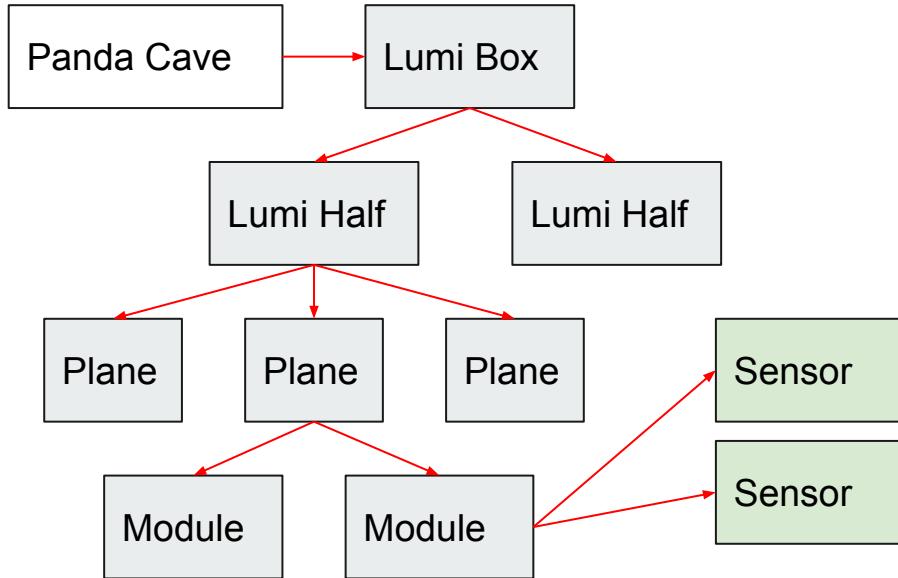 Panda Cave
Lumi Box
Lumi Half
Lumi Half
Plane
Plane
Plane
Sensor
Sensor
Module
Module